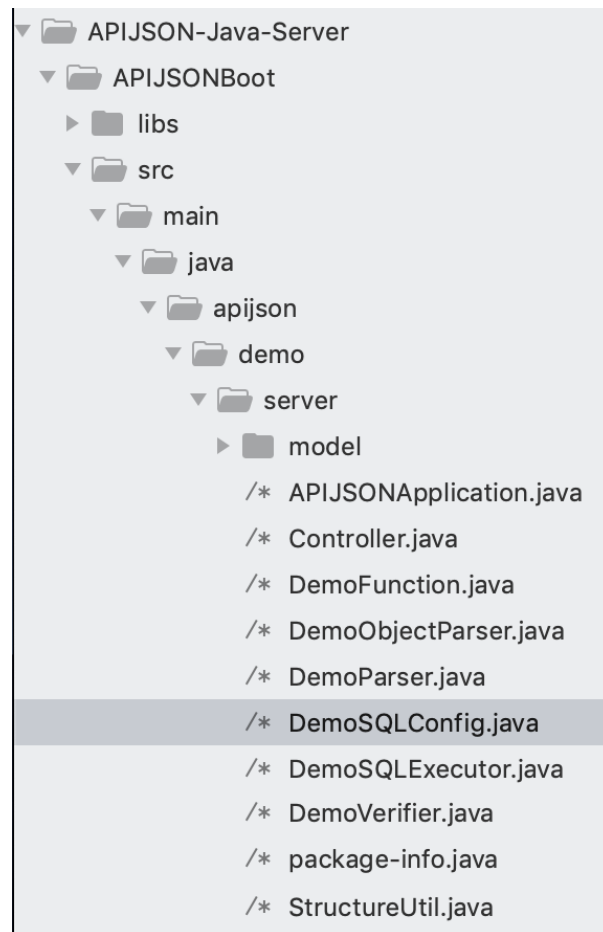 APIJSON-Java-Server
APIJSONBoot
libs
src
main
java
apijson
demo
server
model
/* APIJSONApplication.java
/* Controller.java
/* DemoFunction.java
/* DemoObjectParser.java
/* DemoParser.java
/* DemoSQLConfig.java
/* DemoSQLExecutor.java
/* DemoVerifier.java
/* package-info.java
/* StructureUtil.java